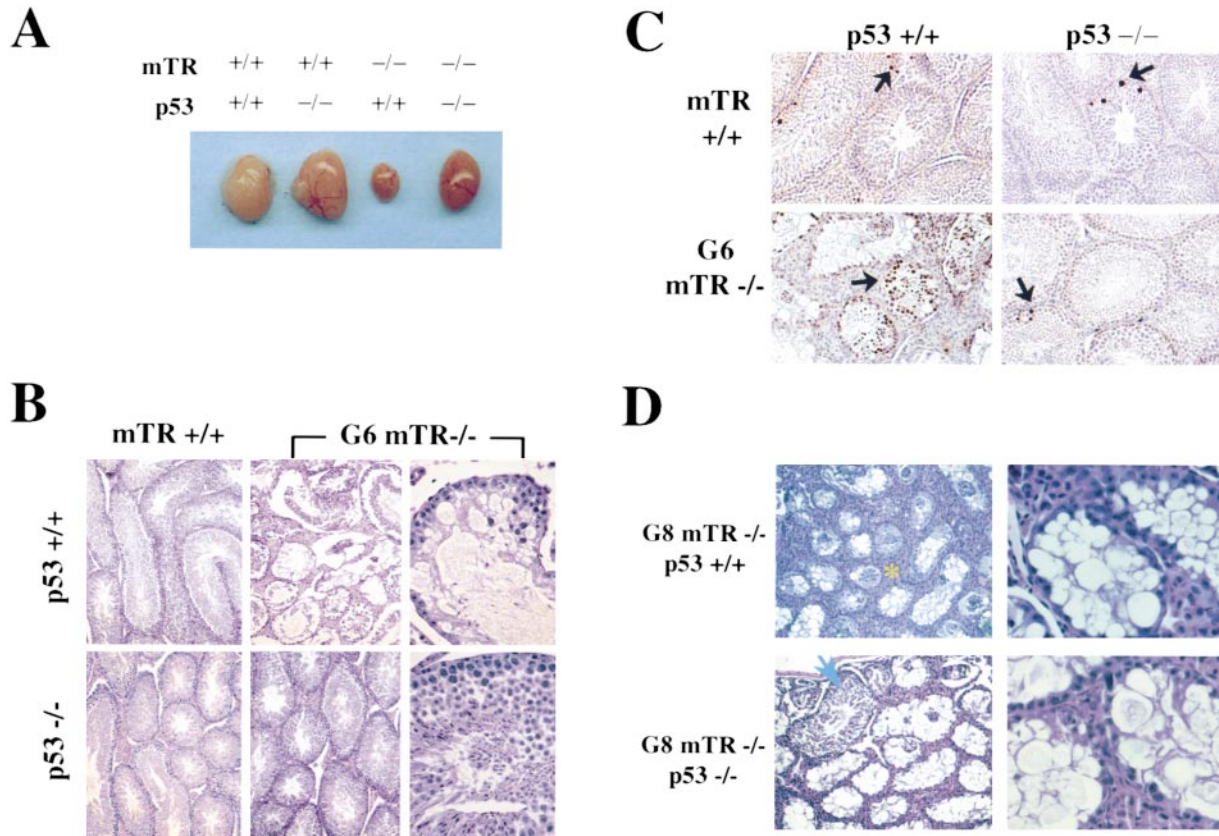 A
mTR +/+ +/+ −/− −/−
p53 +/+ −/− +/+ −/−
B
mTR +/+ G6 mTR-/-
p53 +/+
p53 -/-
C
p53 +/+ p53 −/−
mTR
+/+
G6
mTR -/-
D
G8 mTR -/-
p53 +/+
*
G8 mTR -/-
p53 -/-